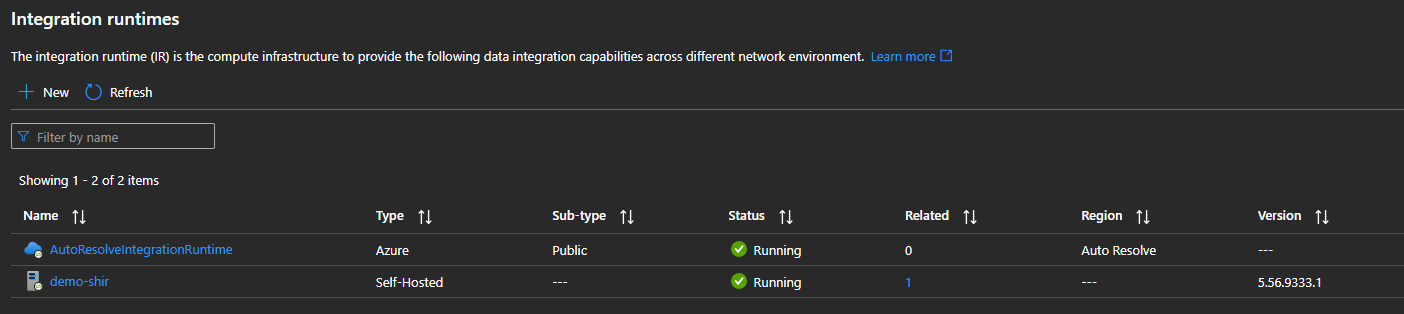 Integration runtimes
The integration runtime (IR) is the compute infrastructure to provide the following data integration capabilities across different network environment. Learn more
New Refresh
Filter by name
Showing 1 - 2 of 2 items
Name Type Sub-type Status Related Region Version
AutoResolveIntegrationRuntime Azure Public Running 0 Auto Resolve ---
demo-shir Self-Hosted --- Running 1 --- 5.56.9333.1